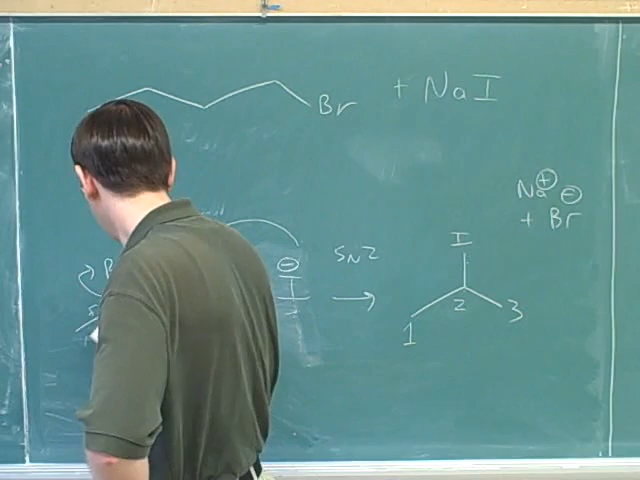 Br + NaI
Na⊕ ⊖
+ Br
I
SN2
⊖
I
2
3
1